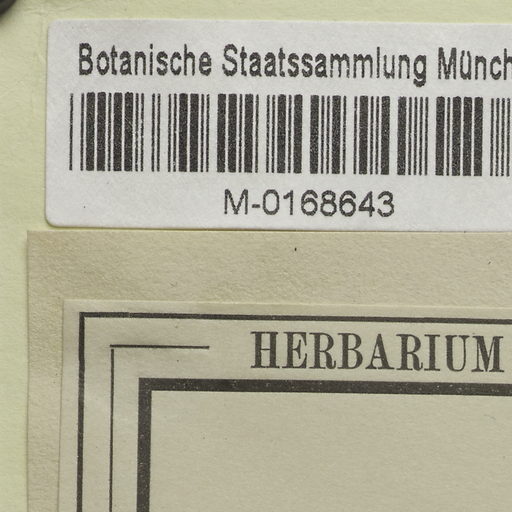 Botanische Staatssammlung Münch
M-0168643
HERBARIUM